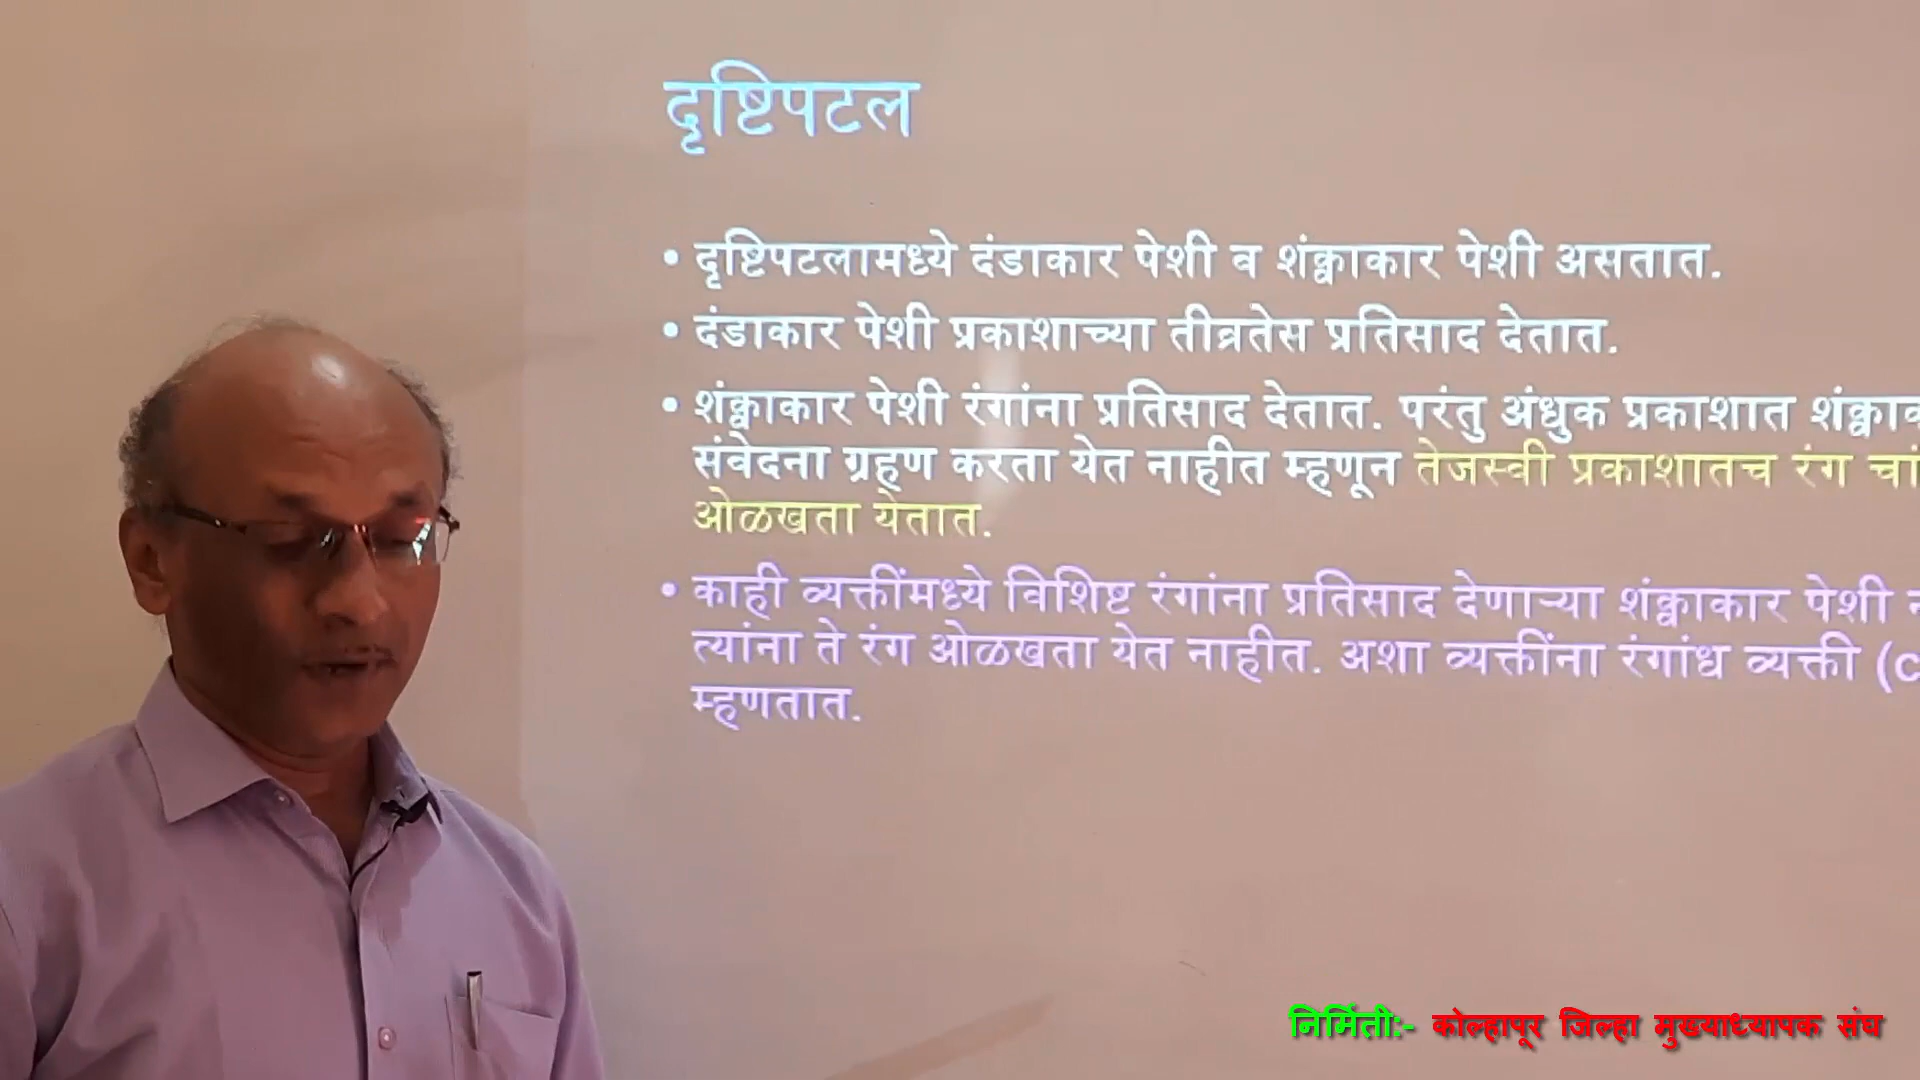 दृष्टिपटल
• दृष्टिपटलामध्ये दंडाकार पेशी व शंक्वाकार पेशी असतात.
• दंडाकार पेशी प्रकाशाच्या तीव्रतेस प्रतिसाद देतात.
• शंक्वाकार पेशी रंगांना प्रतिसाद देतात. परंतु अंधुक प्रकाशात
संवेदना ग्रहण करता येत नाहीत म्हणून तेजस्वी प्रकाशातच रंग
ओळखता येतात.
• काही व्यक्तींमध्ये विशिष्ट रंगांना प्रतिसाद देणाऱ्या शंक्वाकार पेशी
त्यांना ते रंग ओळखता येत नाहीत. अशा व्यक्तींना रंगांध व्यक्ती (c
म्हणतात.
निर्मिती:- कोल्हापूर जिल्हा मुख्याध्यापक संघ